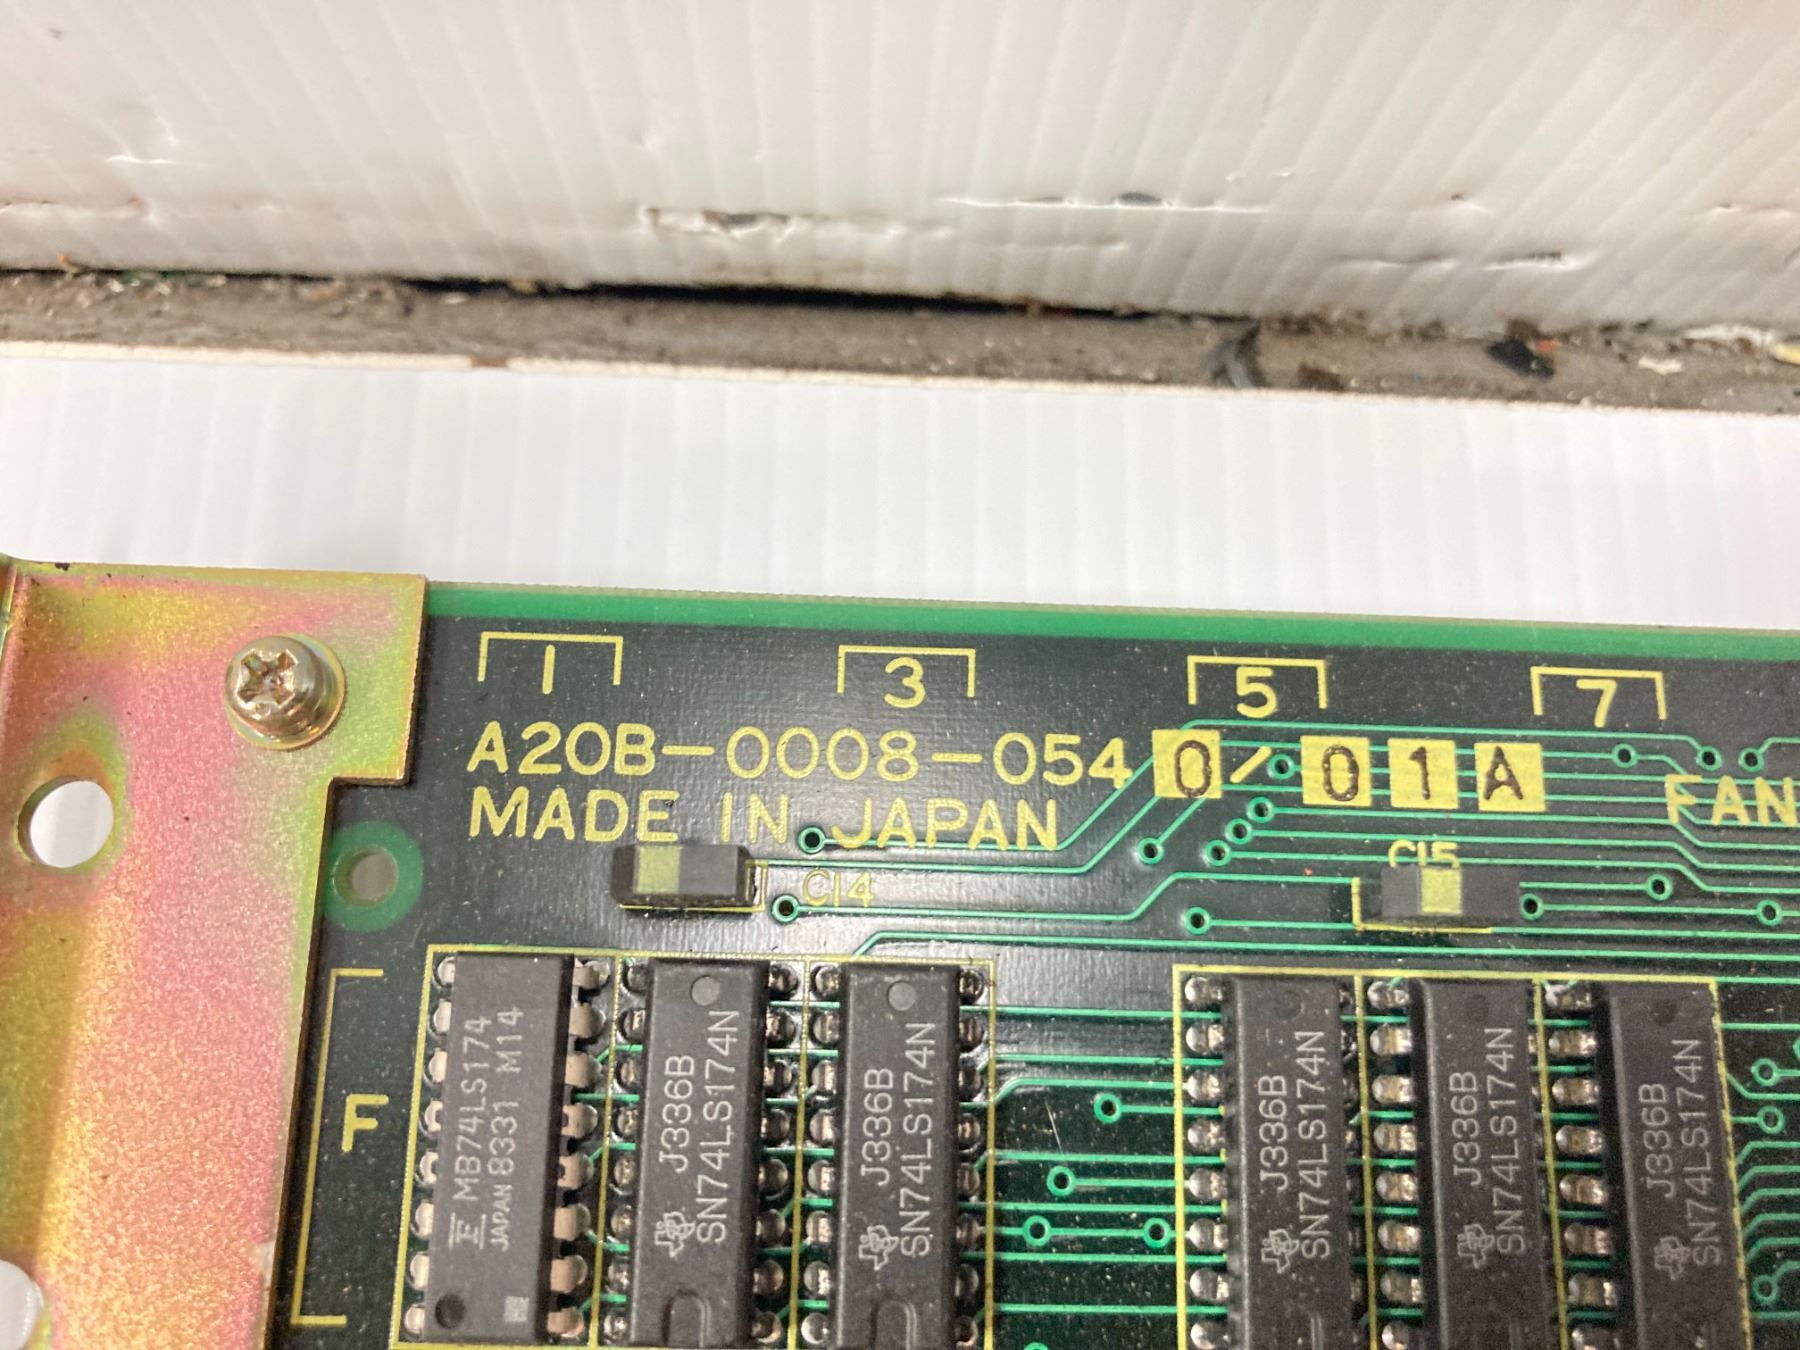 1 3 5 7
A20B-0008-0540/01A
FAN
MADE IN JAPAN
C14
C15
F
MB74LS174
JAPAN 8331 M14
J336B
SN74LS174N
J336B
SN74LS174N
J336B
SN74LS174N
J336B
SN74LS174N
J336B
SN74LS174N